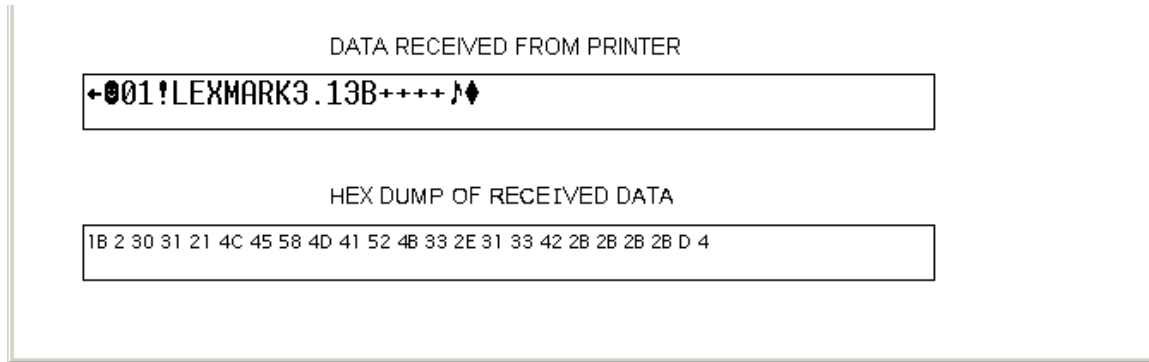 DATA RECEIVED FROM PRINTER
←☻01!LEXMARK3.13B++++♪♦
HEX DUMP OF RECEIVED DATA
1B 2 30 31 21 4C 45 58 4D 41 52 4B 33 2E 31 33 42 2B 2B 2B 2B D 4